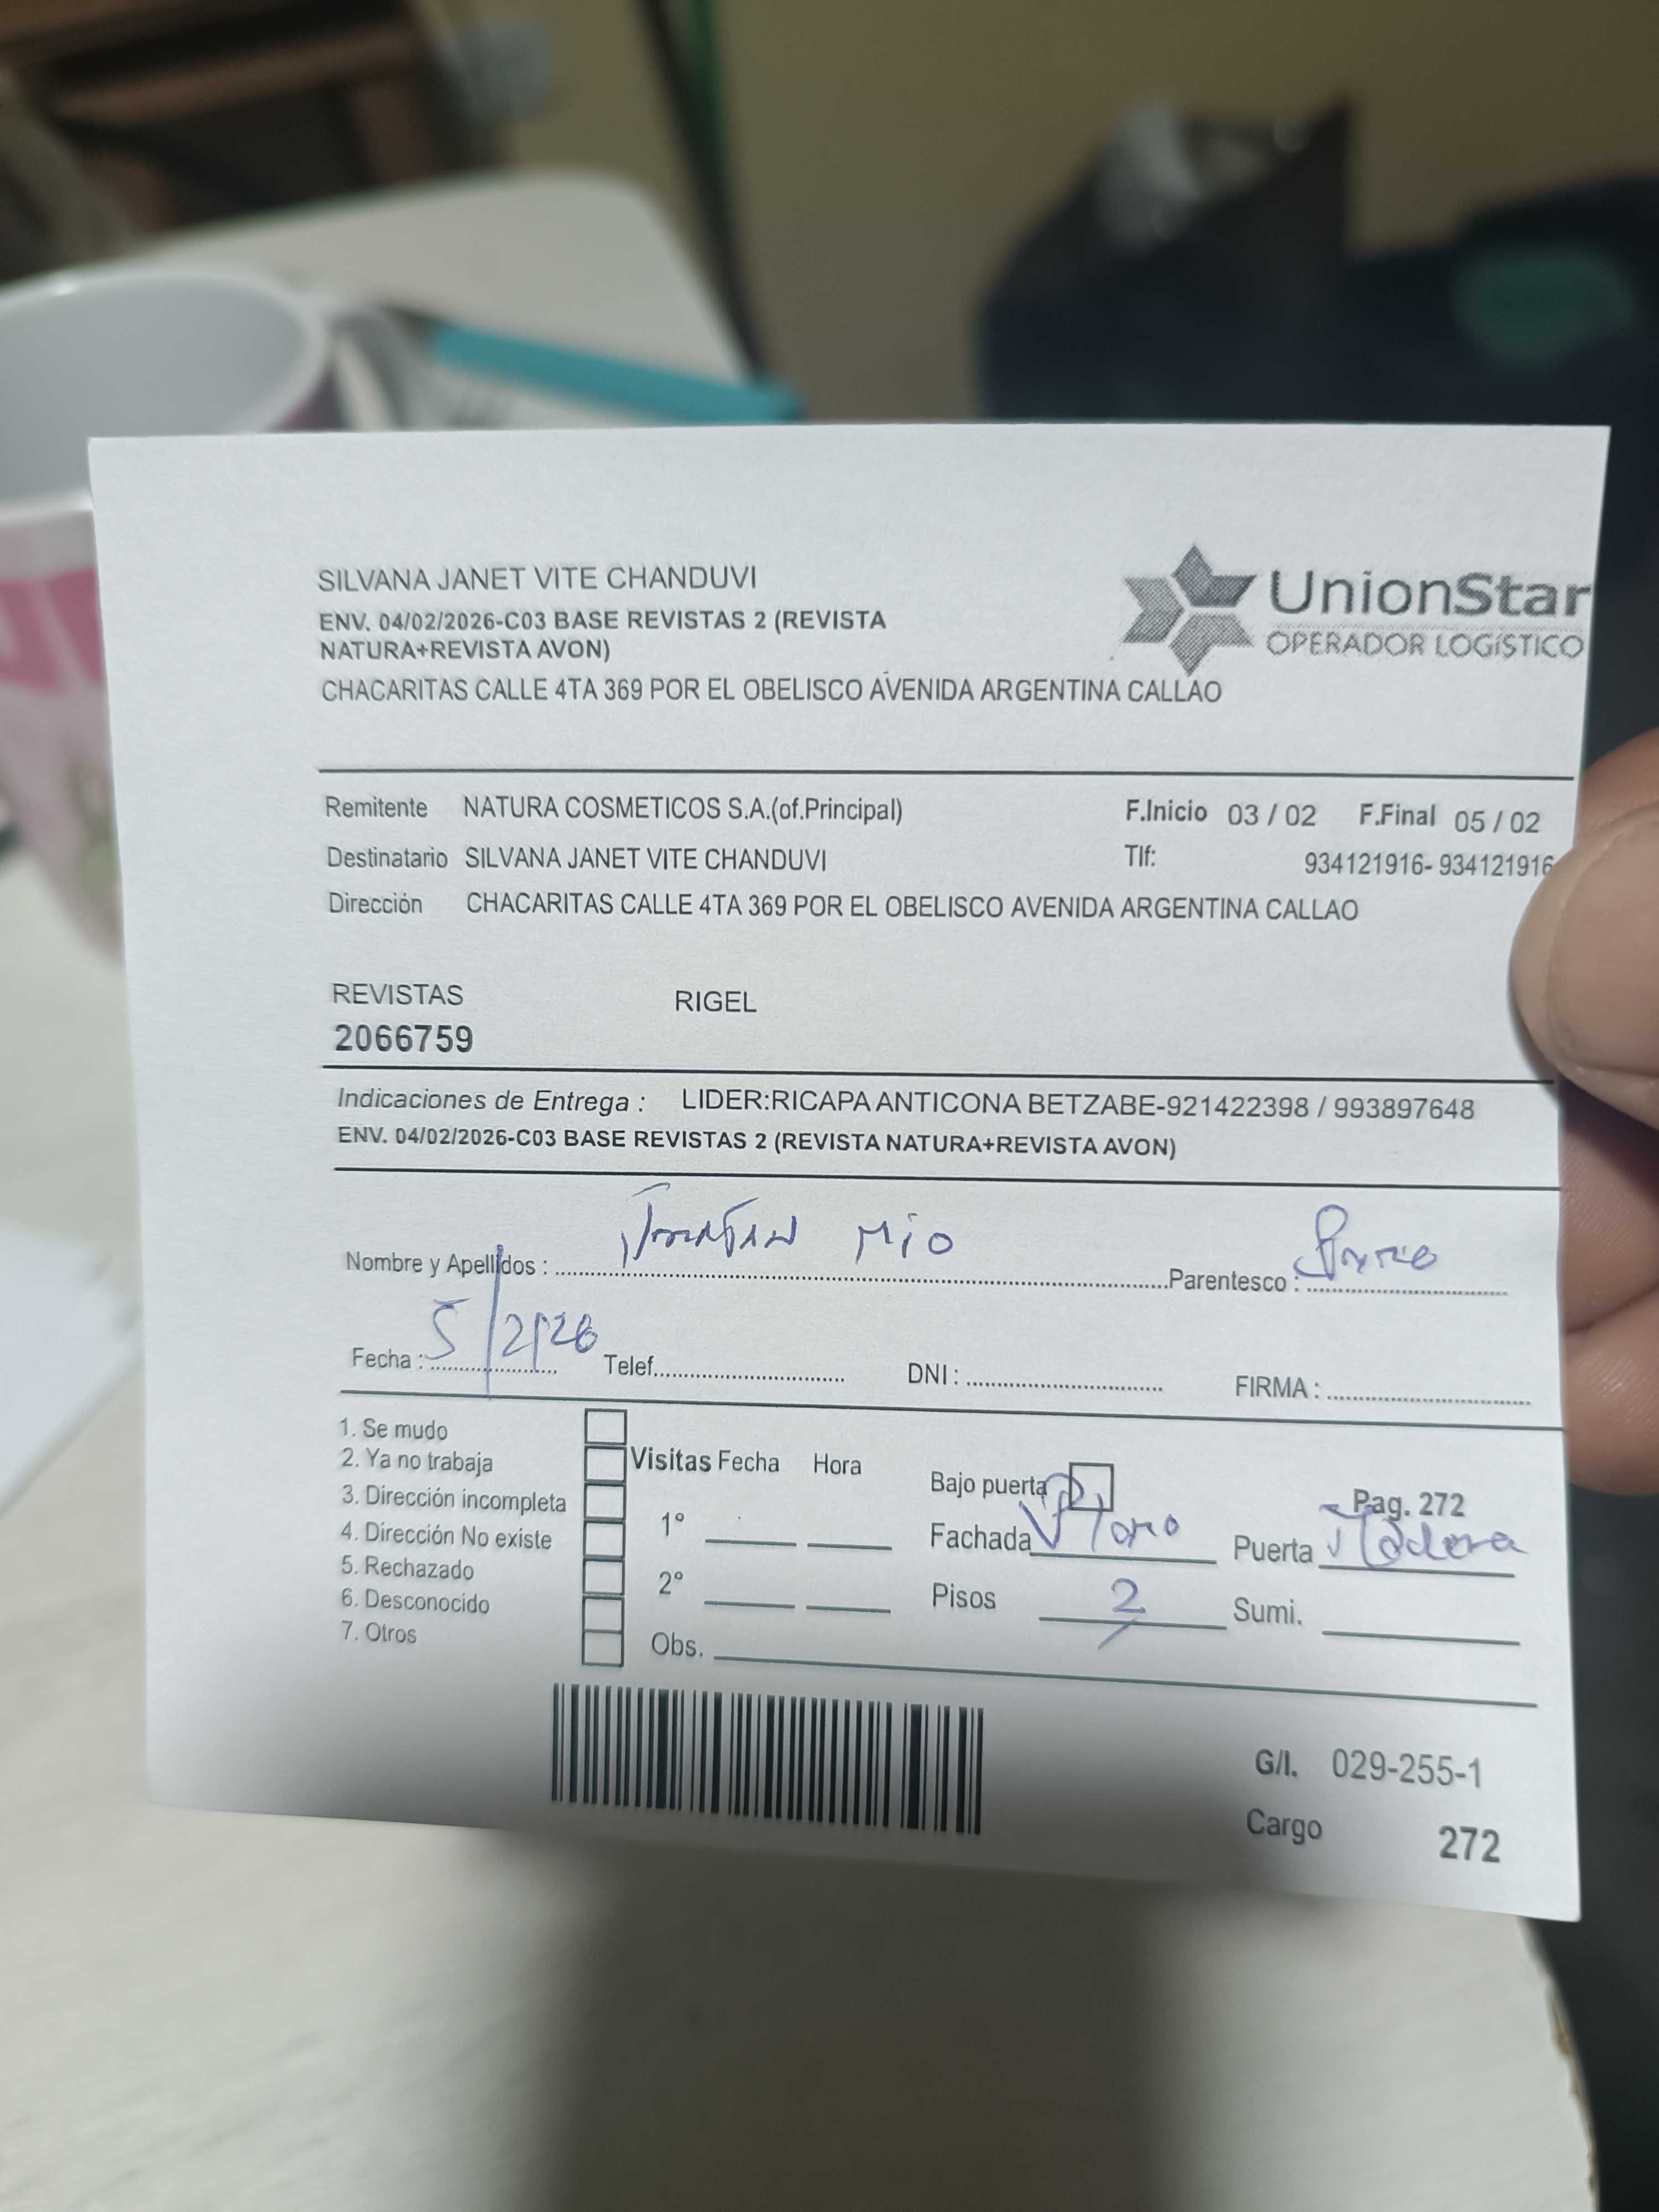 SILVANA JANET VITE CHANDUVI
ENV. 04/02/2026-C03 BASE REVISTAS 2 (REVISTA
NATURA+REVISTA AVON)
CHACARITAS CALLE 4TA 369 POR EL OBELISCO AVENIDA ARGENTINA CALLAO
UnionStar
OPERADOR LOGÍSTICO
Remitente NATURA COSMETICOS S.A.(of.Principal) F.Inicio 03 / 02 F.Final 05 / 02
Destinatario SILVANA JANET VITE CHANDUVI Tlf: 934121916- 934121916
Dirección CHACARITAS CALLE 4TA 369 POR EL OBELISCO AVENIDA ARGENTINA CALLAO
REVISTAS RIGEL
2066759
Indicaciones de Entrega : LIDER:RICAPA ANTICONA BETZABE-921422398 / 993897648
ENV. 04/02/2026-C03 BASE REVISTAS 2 (REVISTA NATURA+REVISTA AVON)
Nombre y Apellidos : Mio Parentesco :
Fecha : 5/2/26 Telef. DNI : FIRMA :
1. Se mudo
2. Ya no trabaja
3. Dirección incompleta
4. Dirección No existe
5. Rechazado
6. Desconocido
7. Otros
Visitas Fecha Hora
1º
2º
Obs.
Bajo puerta Pag. 272
Fachada Puerta
Pisos 2 Sumi.
G/I. 029-255-1
Cargo 272